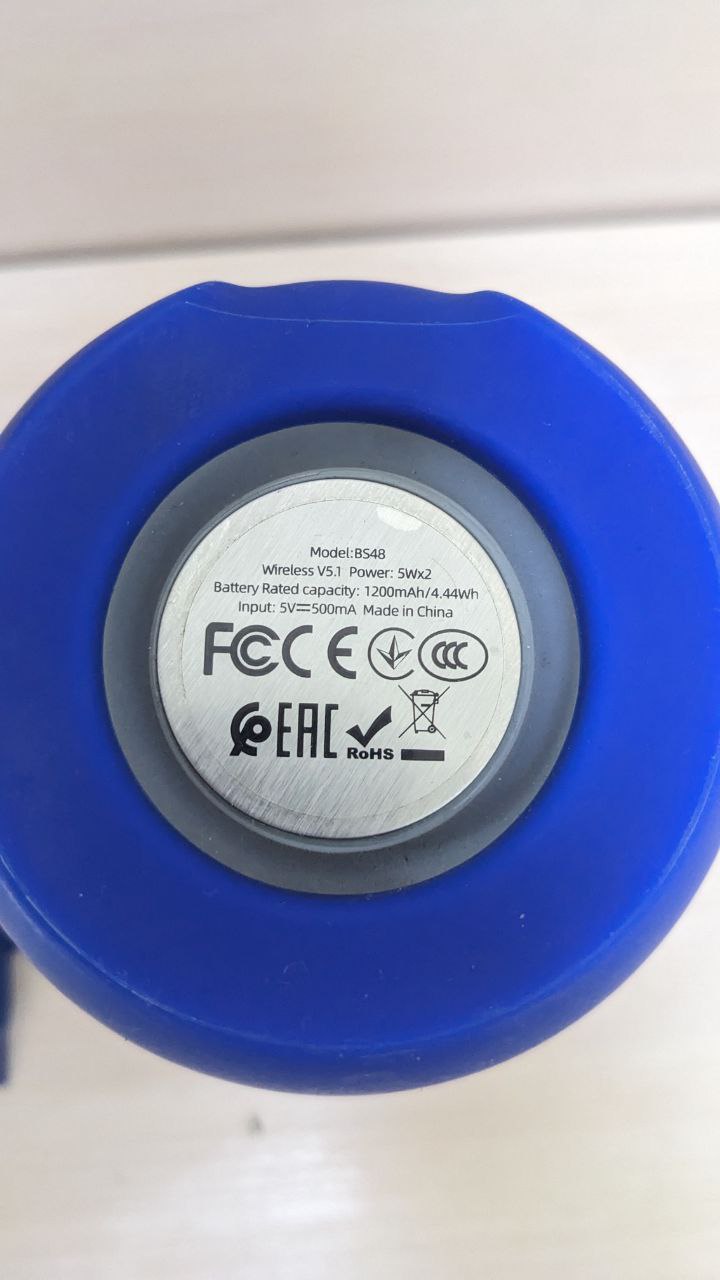 Model:BS48
Wireless V5.1 Power: 5Wx2
Battery Rated capacity: 1200mAh/4.44Wh
Input: 5V⎓500mA Made in China
FCC CE CCC
EAC RoHS